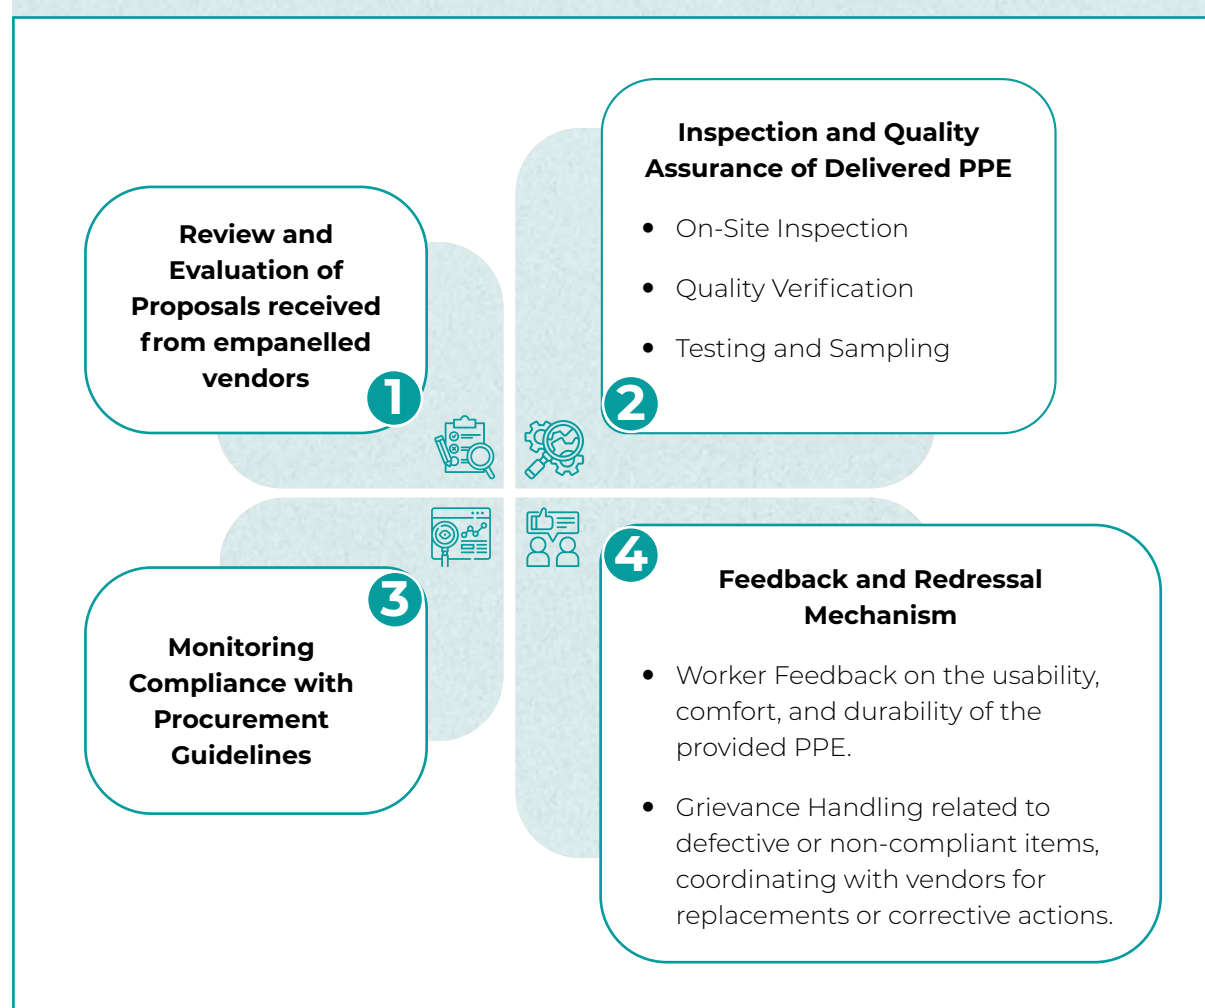 Review and
Evaluation of
Proposals received
from empanelled
vendors
1
Inspection and Quality
Assurance of Delivered PPE
• On-Site Inspection
• Quality Verification
• Testing and Sampling
2
3
Monitoring
Compliance with
Procurement
Guidelines
4
Feedback and Redressal
Mechanism
• Worker Feedback on the usability,
comfort, and durability of the
provided PPE.
• Grievance Handling related to
defective or non-compliant items,
coordinating with vendors for
replacements or corrective actions.